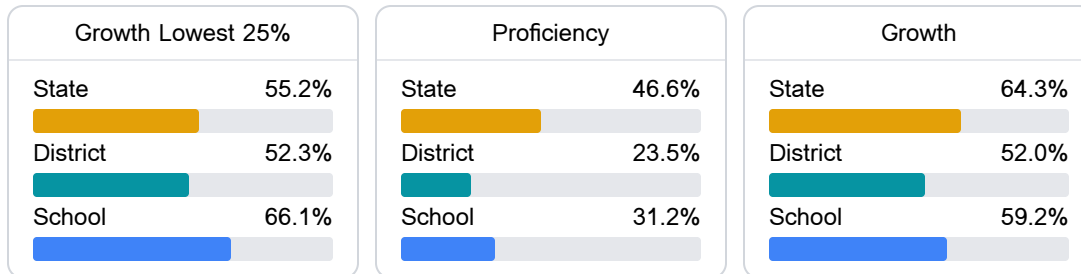 Growth Lowest 25%
State 55.2%
District 52.3%
School 66.1%
Proficiency
State 46.6%
District 23.5%
School 31.2%
Growth
State 64.3%
District 52.0%
School 59.2%